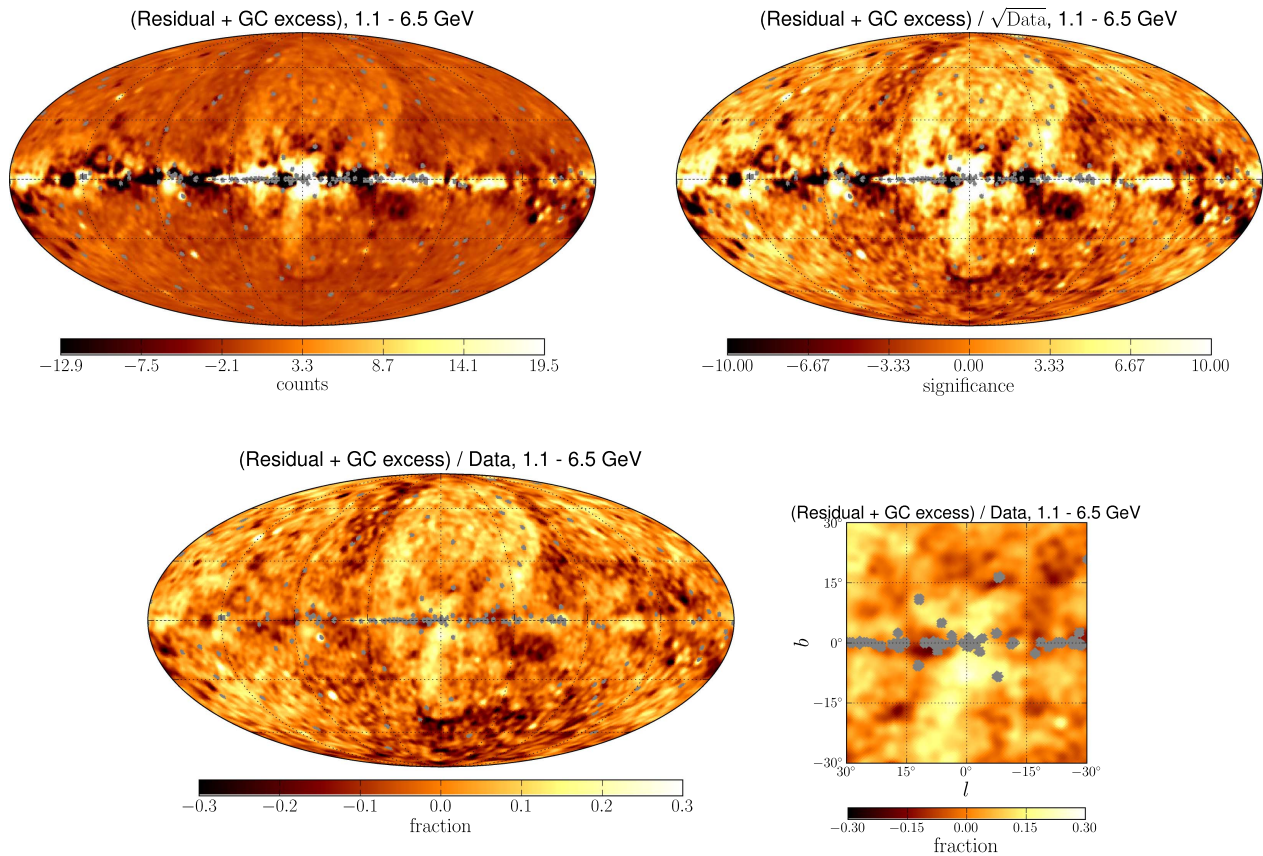 (Residual + GC excess), 1.1 - 6.5 GeV
−12.9 −7.5 −2.1 3.3 8.7 14.1 19.5
counts
(Residual + GC excess) / √Data, 1.1 - 6.5 GeV
−10.00 −6.67 −3.33 0.00 3.33 6.67 10.00
significance
(Residual + GC excess) / Data, 1.1 - 6.5 GeV
−0.3 −0.2 −0.1 0.0 0.1 0.2 0.3
fraction
(Residual + GC excess) / Data, 1.1 - 6.5 GeV
30°
15°
0°
b
−15°
−30°
30° 15° 0° −15° −30°
l
−0.30 −0.15 0.00 0.15 0.30
fraction